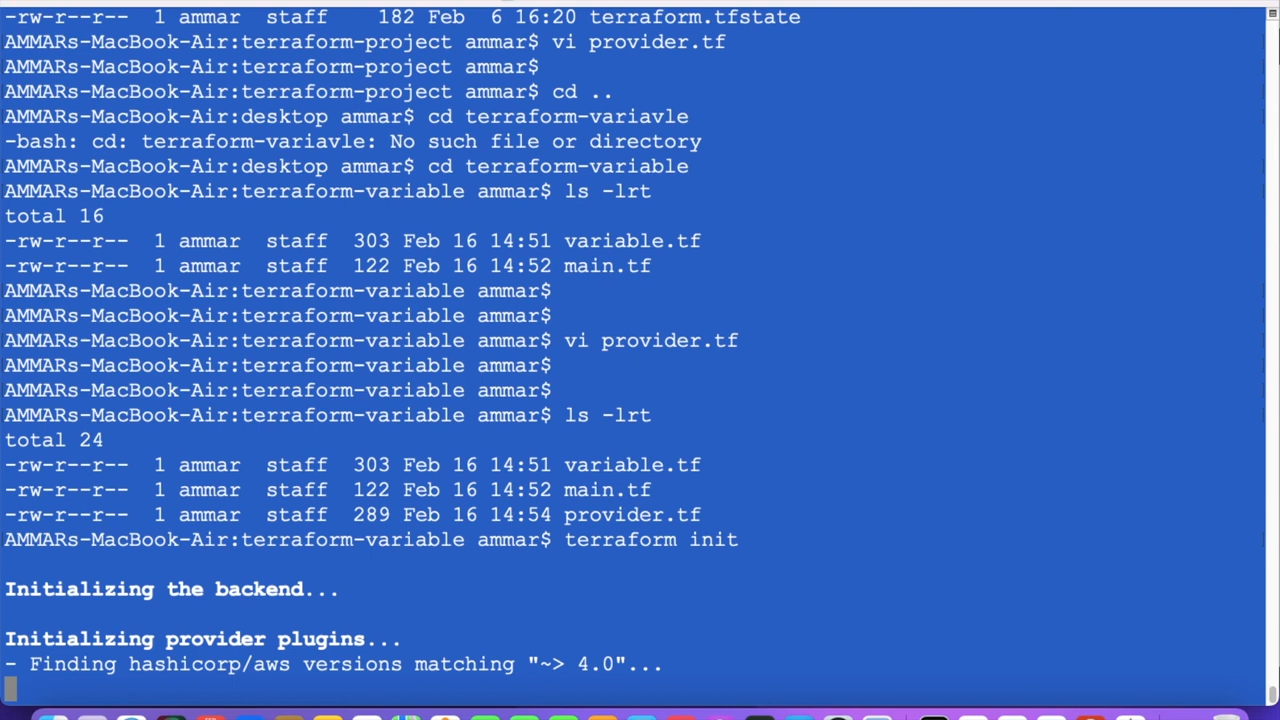 -rw-r--r--  1 ammar  staff    182 Feb  6 16:20 terraform.tfstate
AMMARs-MacBook-Air:terraform-project ammar$ vi provider.tf
AMMARs-MacBook-Air:terraform-project ammar$
AMMARs-MacBook-Air:terraform-project ammar$ cd ..
AMMARs-MacBook-Air:desktop ammar$ cd terraform-variavle
-bash: cd: terraform-variavle: No such file or directory
AMMARs-MacBook-Air:desktop ammar$ cd terraform-variable
AMMARs-MacBook-Air:terraform-variable ammar$ ls -lrt
total 16
-rw-r--r--  1 ammar  staff  303 Feb 16 14:51 variable.tf
-rw-r--r--  1 ammar  staff  122 Feb 16 14:52 main.tf
AMMARs-MacBook-Air:terraform-variable ammar$
AMMARs-MacBook-Air:terraform-variable ammar$
AMMARs-MacBook-Air:terraform-variable ammar$ vi provider.tf
AMMARs-MacBook-Air:terraform-variable ammar$
AMMARs-MacBook-Air:terraform-variable ammar$
AMMARs-MacBook-Air:terraform-variable ammar$ ls -lrt
total 24
-rw-r--r--  1 ammar  staff  303 Feb 16 14:51 variable.tf
-rw-r--r--  1 ammar  staff  122 Feb 16 14:52 main.tf
-rw-r--r--  1 ammar  staff  289 Feb 16 14:54 provider.tf
AMMARs-MacBook-Air:terraform-variable ammar$ terraform init
Initializing the backend...
Initializing provider plugins...
- Finding hashicorp/aws versions matching "~> 4.0"...